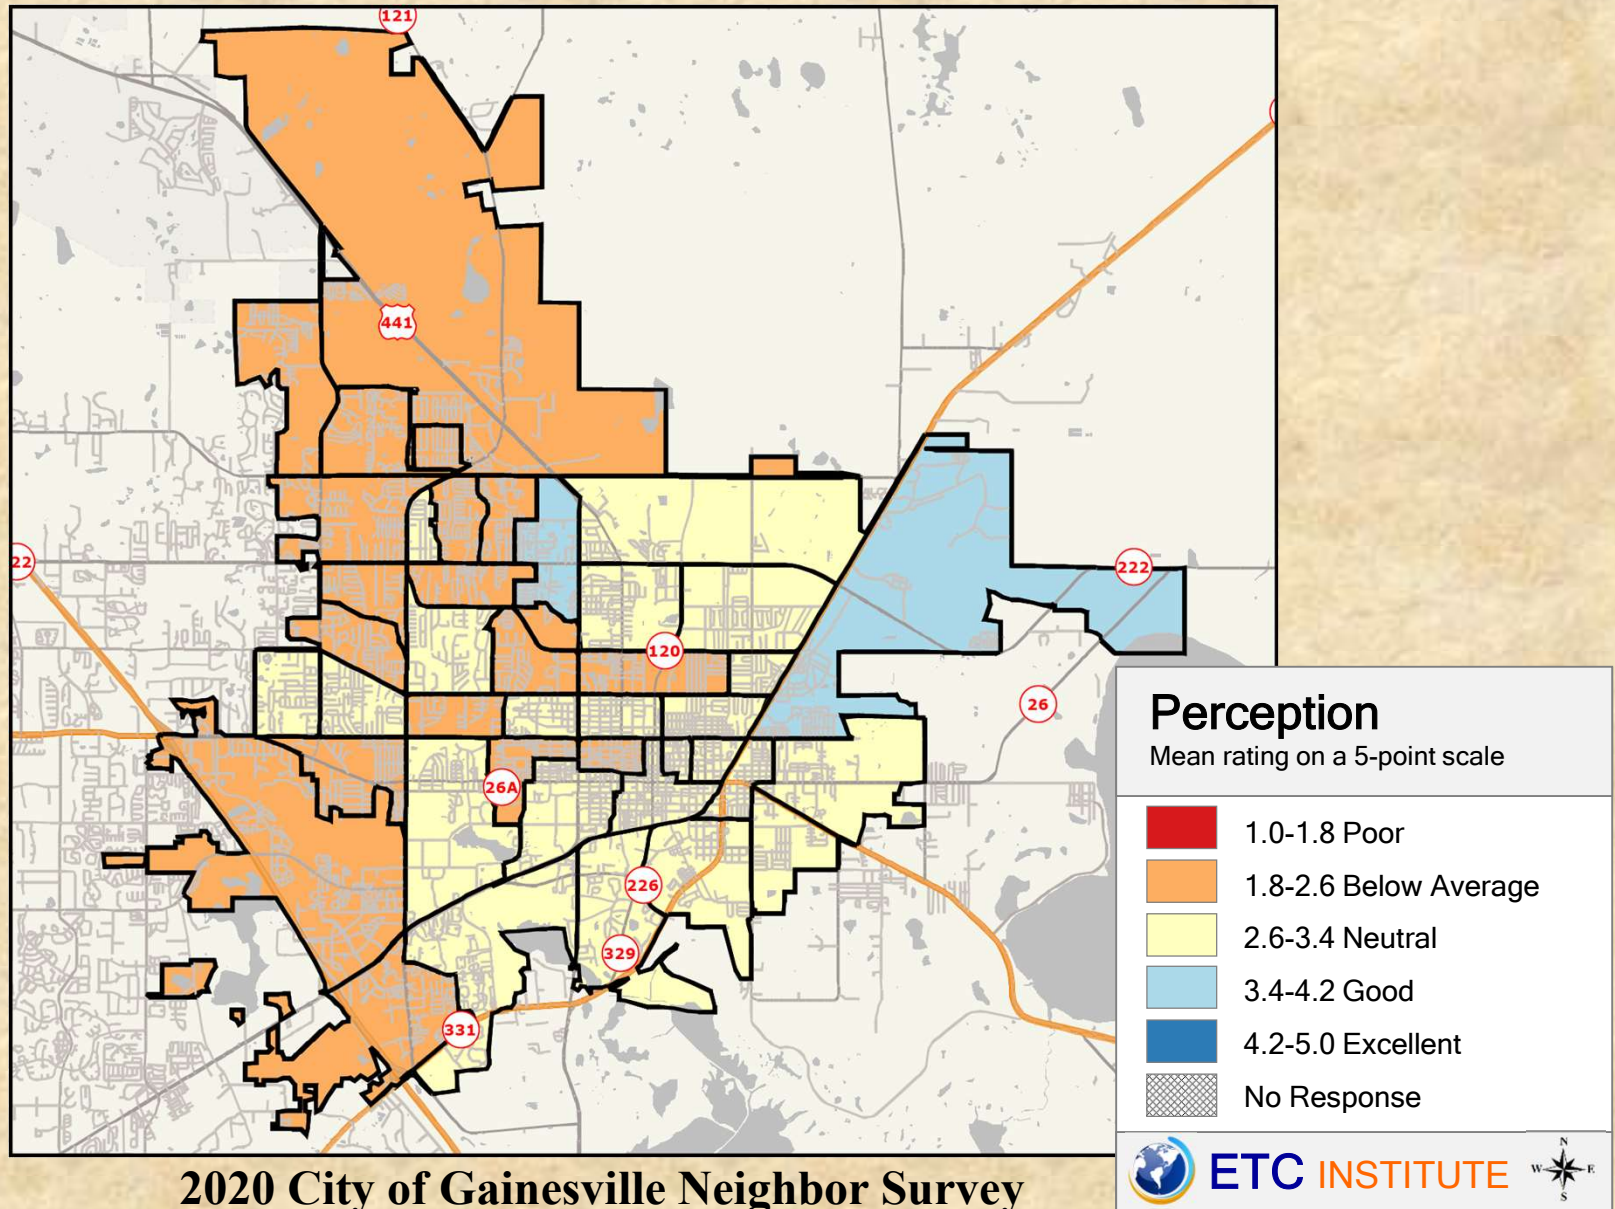 121
441
22
222
120
26
26A
226
329
331
Perception
Mean rating on a 5-point scale
1.0-1.8 Poor
1.8-2.6 Below Average
2.6-3.4 Neutral
3.4-4.2 Good
4.2-5.0 Excellent
No Response
ETC INSTITUTE
N
W E
S
2020 City of Gainesville Neighbor Survey